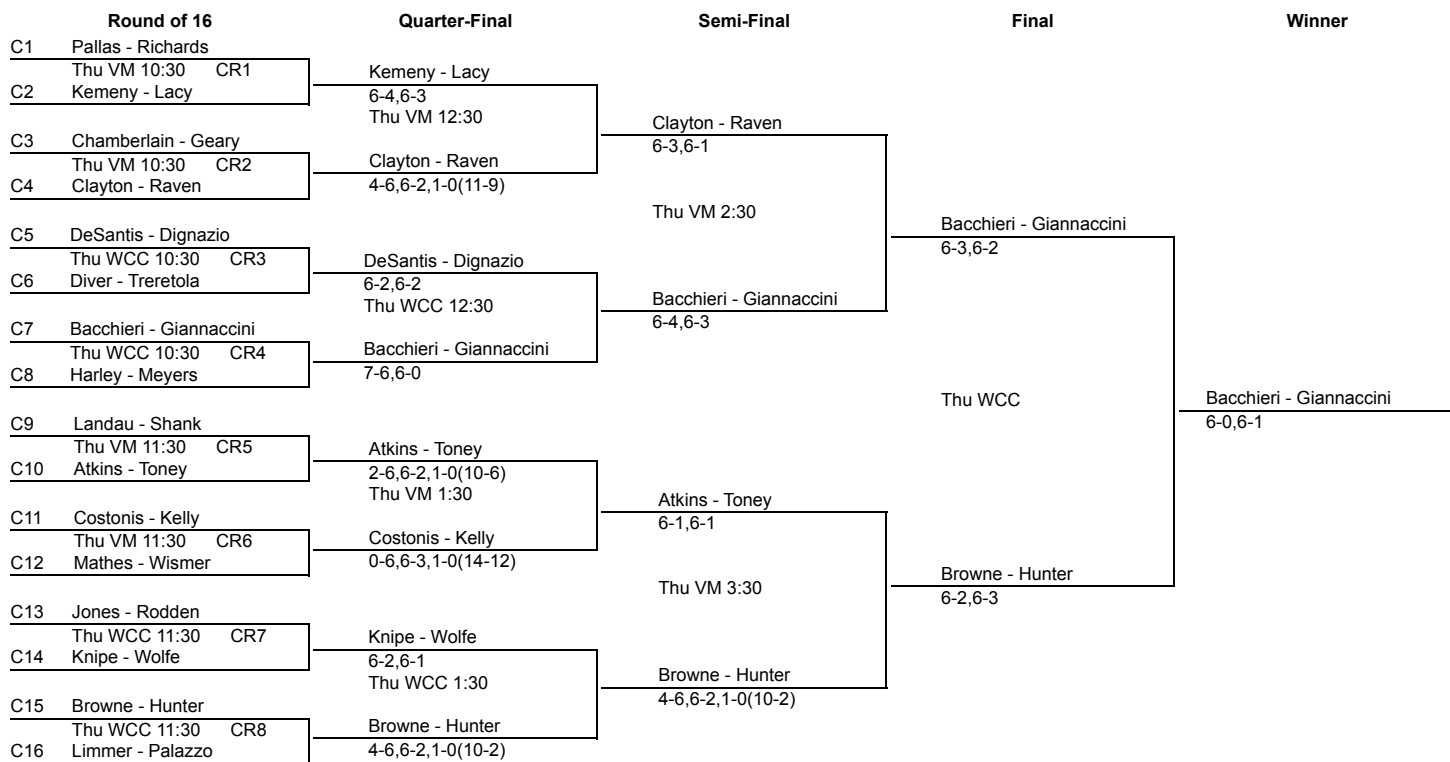 Round of 16 Quarter-Final Semi-Final Final Winner
C1 Pallas - Richards
Thu VM 10:30 CR1
C2 Kemeny - Lacy
C3 Chamberlain - Geary
Thu VM 10:30 CR2
C4 Clayton - Raven
C5 DeSantis - Dignazio
Thu WCC 10:30 CR3
C6 Diver - Treretola
C7 Bacchieri - Giannaccini
Thu WCC 10:30 CR4
C8 Harley - Meyers
C9 Landau - Shank
Thu VM 11:30 CR5
C10 Atkins - Toney
C11 Costonis - Kelly
Thu VM 11:30 CR6
C12 Mathes - Wismer
C13 Jones - Rodden
Thu WCC 11:30 CR7
C14 Knipe - Wolfe
C15 Browne - Hunter
Thu WCC 11:30 CR8
C16 Limmer - Palazzo
Kemeny - Lacy
6-4,6-3
Thu VM 12:30
Clayton - Raven
4-6,6-2,1-0(11-9)
DeSantis - Dignazio
6-2,6-2
Thu WCC 12:30
Bacchieri - Giannaccini
7-6,6-0
Atkins - Toney
2-6,6-2,1-0(10-6)
Thu VM 1:30
Costonis - Kelly
0-6,6-3,1-0(14-12)
Knipe - Wolfe
6-2,6-1
Thu WCC 1:30
Browne - Hunter
4-6,6-2,1-0(10-2)
Clayton - Raven
6-3,6-1
Thu VM 2:30
Bacchieri - Giannaccini
6-4,6-3
Atkins - Toney
6-1,6-1
Thu VM 3:30
Browne - Hunter
4-6,6-2,1-0(10-2)
Bacchieri - Giannaccini
6-3,6-2
Thu WCC
Browne - Hunter
6-2,6-3
Bacchieri - Giannaccini
6-0,6-1